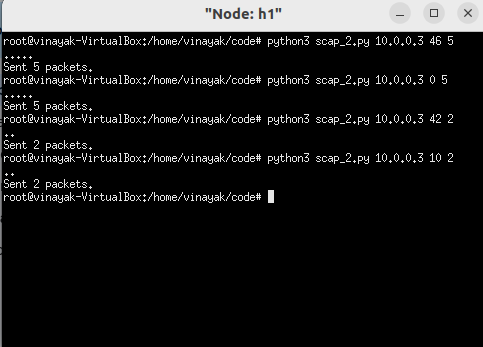 "Node: h1"
root@vinayak-VirtualBox:/home/vinayak/code# python3 scap_2.py 10.0.0.3 46 5
.....
Sent 5 packets.
root@vinayak-VirtualBox:/home/vinayak/code# python3 scap_2.py 10.0.0.3 0 5
.....
Sent 5 packets.
root@vinayak-VirtualBox:/home/vinayak/code# python3 scap_2.py 10.0.0.3 42 2
..
Sent 2 packets.
root@vinayak-VirtualBox:/home/vinayak/code# python3 scap_2.py 10.0.0.3 10 2
..
Sent 2 packets.
root@vinayak-VirtualBox:/home/vinayak/code#